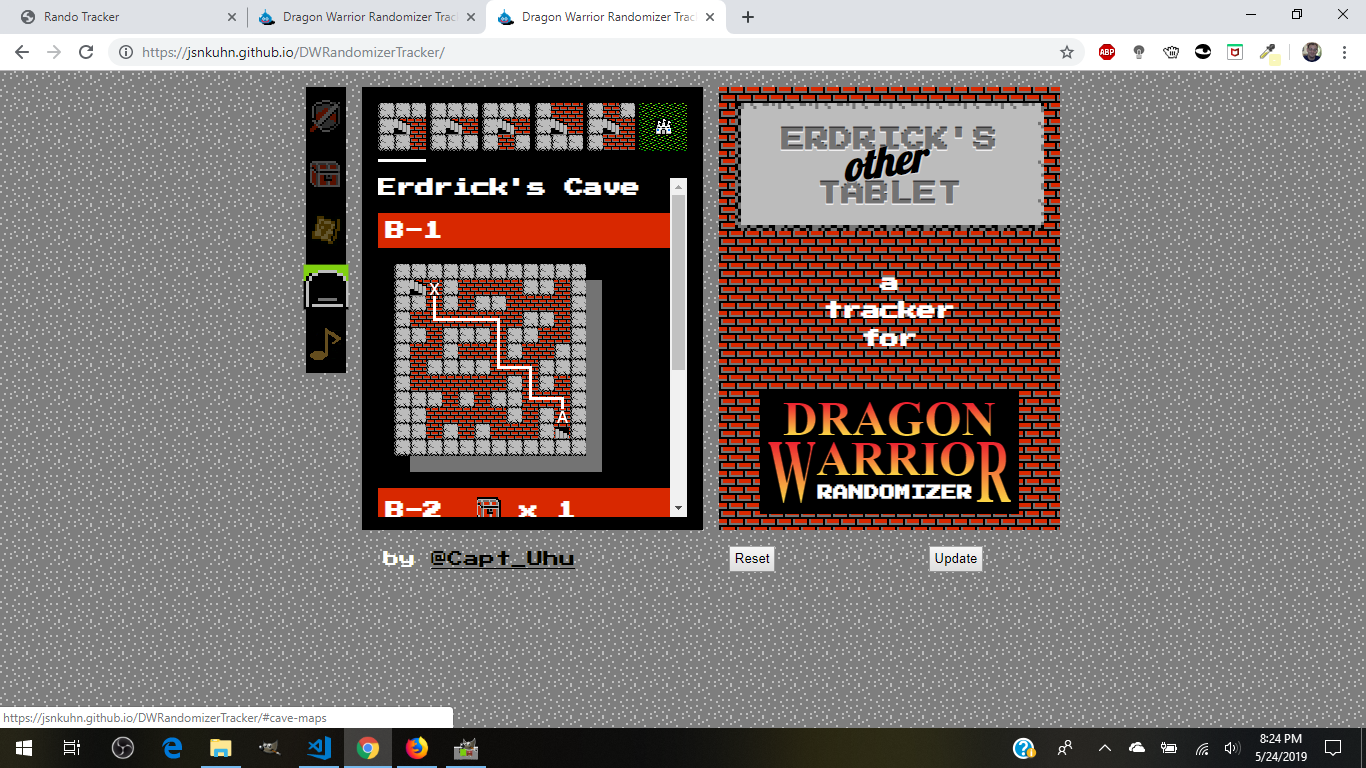 Rando Tracker
Dragon Warrior Randomizer Trac
Dragon Warrior Randomizer Trac
https://jsnkuhn.github.io/DWRandomizerTracker/
ABP
ERDRICK'S
other
TABLET
Erdrick's Cave
B-1
X
A
B-2 x 1
a
tracker
for
DRAGON
WARRIOR
RANDOMIZER
by @Capt_Uhu
Reset
Update
https://jsnkuhn.github.io/DWRandomizerTracker/#cave-maps
8:24 PM
5/24/2019